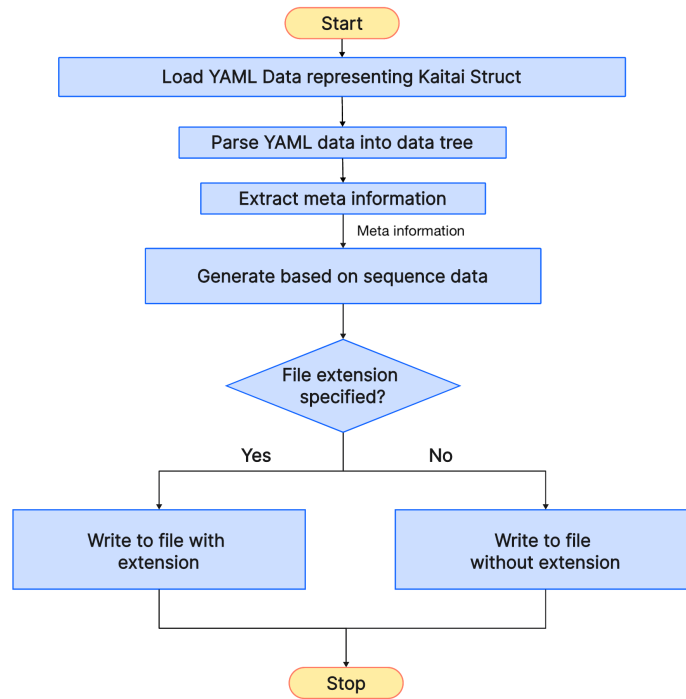 Start
Load YAML Data representing Kaitai Struct
Parse YAML data into data tree
Extract meta information
Meta information
Generate based on sequence data
File extension
specified?
Yes
No
Write to file with
extension
Write to file
without extension
Stop